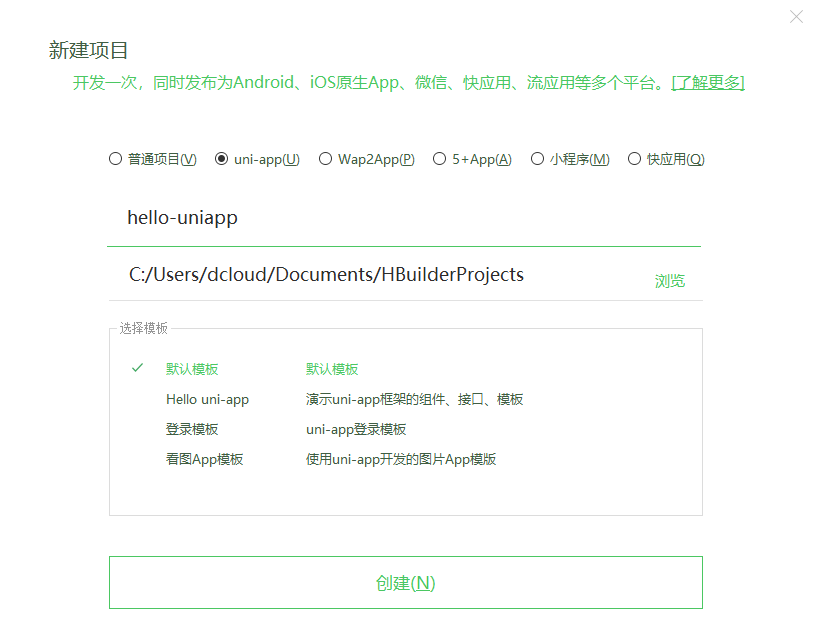 新建项目
开发一次，同时发布为Android、iOS原生App、微信、快应用、流应用等多个平台。[了解更多]
普通项目(V) uni-app(U) Wap2App(P) 5+App(A) 小程序(M) 快应用(Q)
hello-uniapp
C:/Users/dcloud/Documents/HBuilderProjects 浏览
选择模板
默认模板 默认模板
Hello uni-app 演示uni-app框架的组件、接口、模板
登录模板 uni-app登录模板
看图App模板 使用uni-app开发的图片App模版
创建(N)